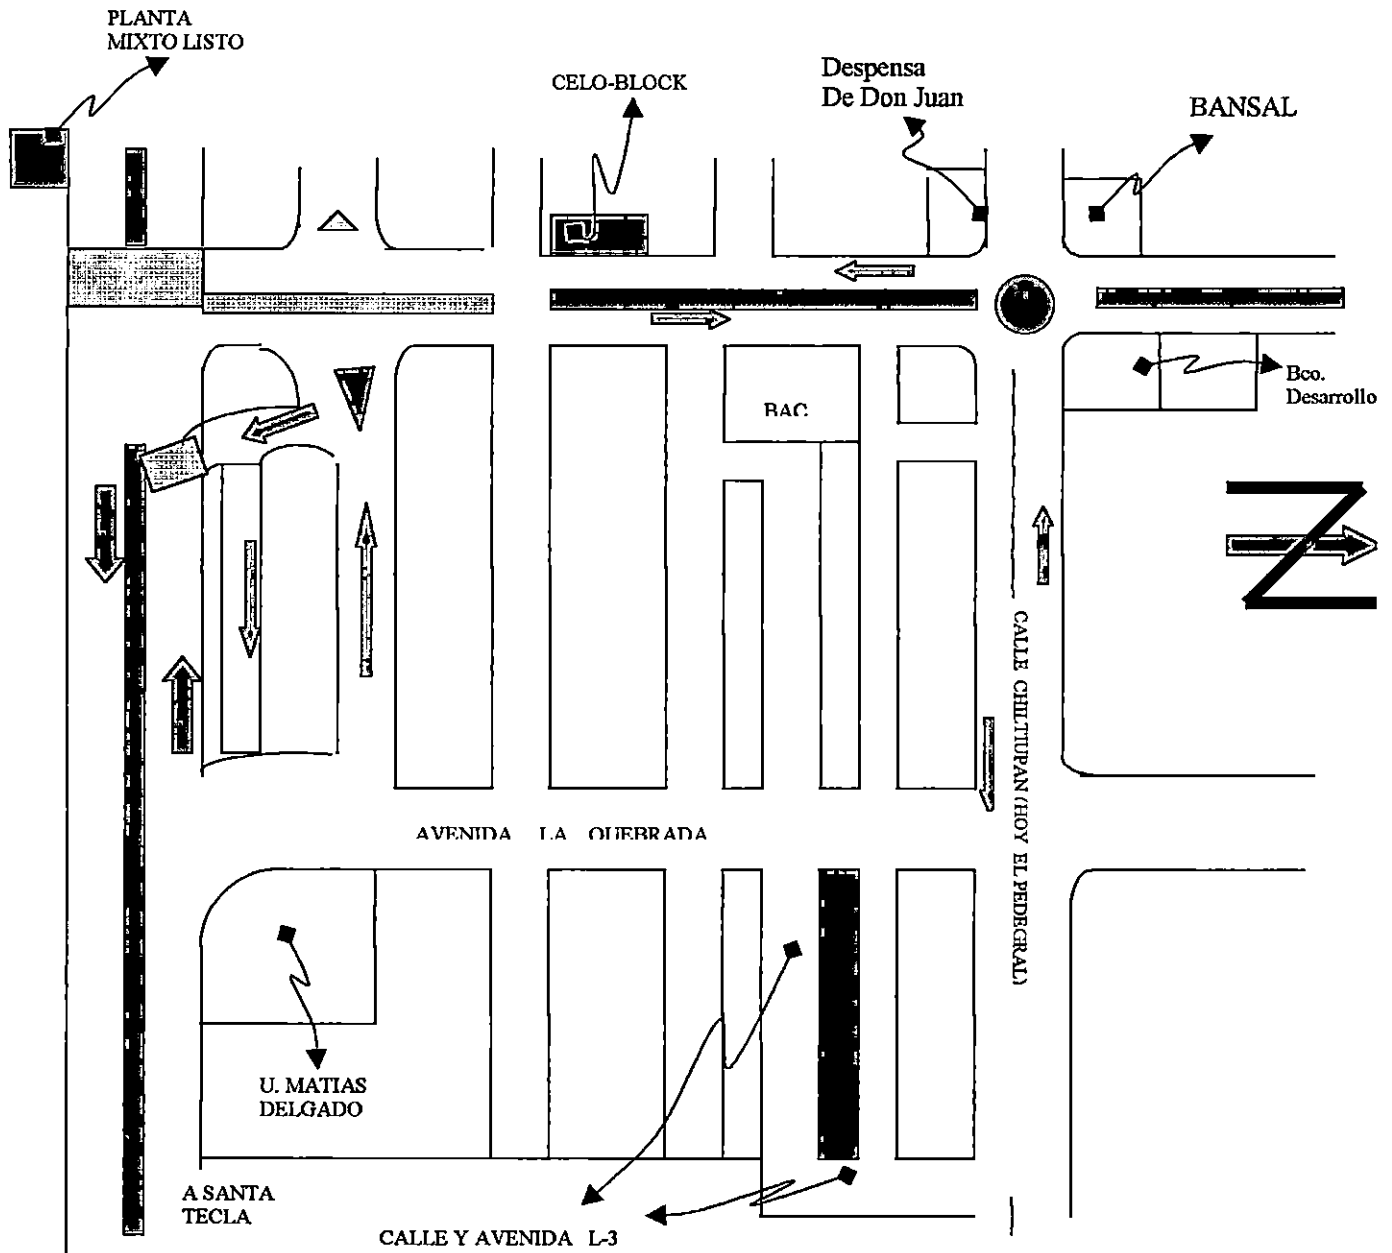 PLANTA
MIXTO LISTO
CELO-BLOCK
Despensa
De Don Juan
BANSAL
Bco.
Desarrollo
BAC
CALLE CHILTIUPAN (HOY EL PEDEGRAL)
AVENIDA LA QUEBRADA
U. MATIAS
DELGADO
A SANTA
TECLA
CALLE Y AVENIDA L-3